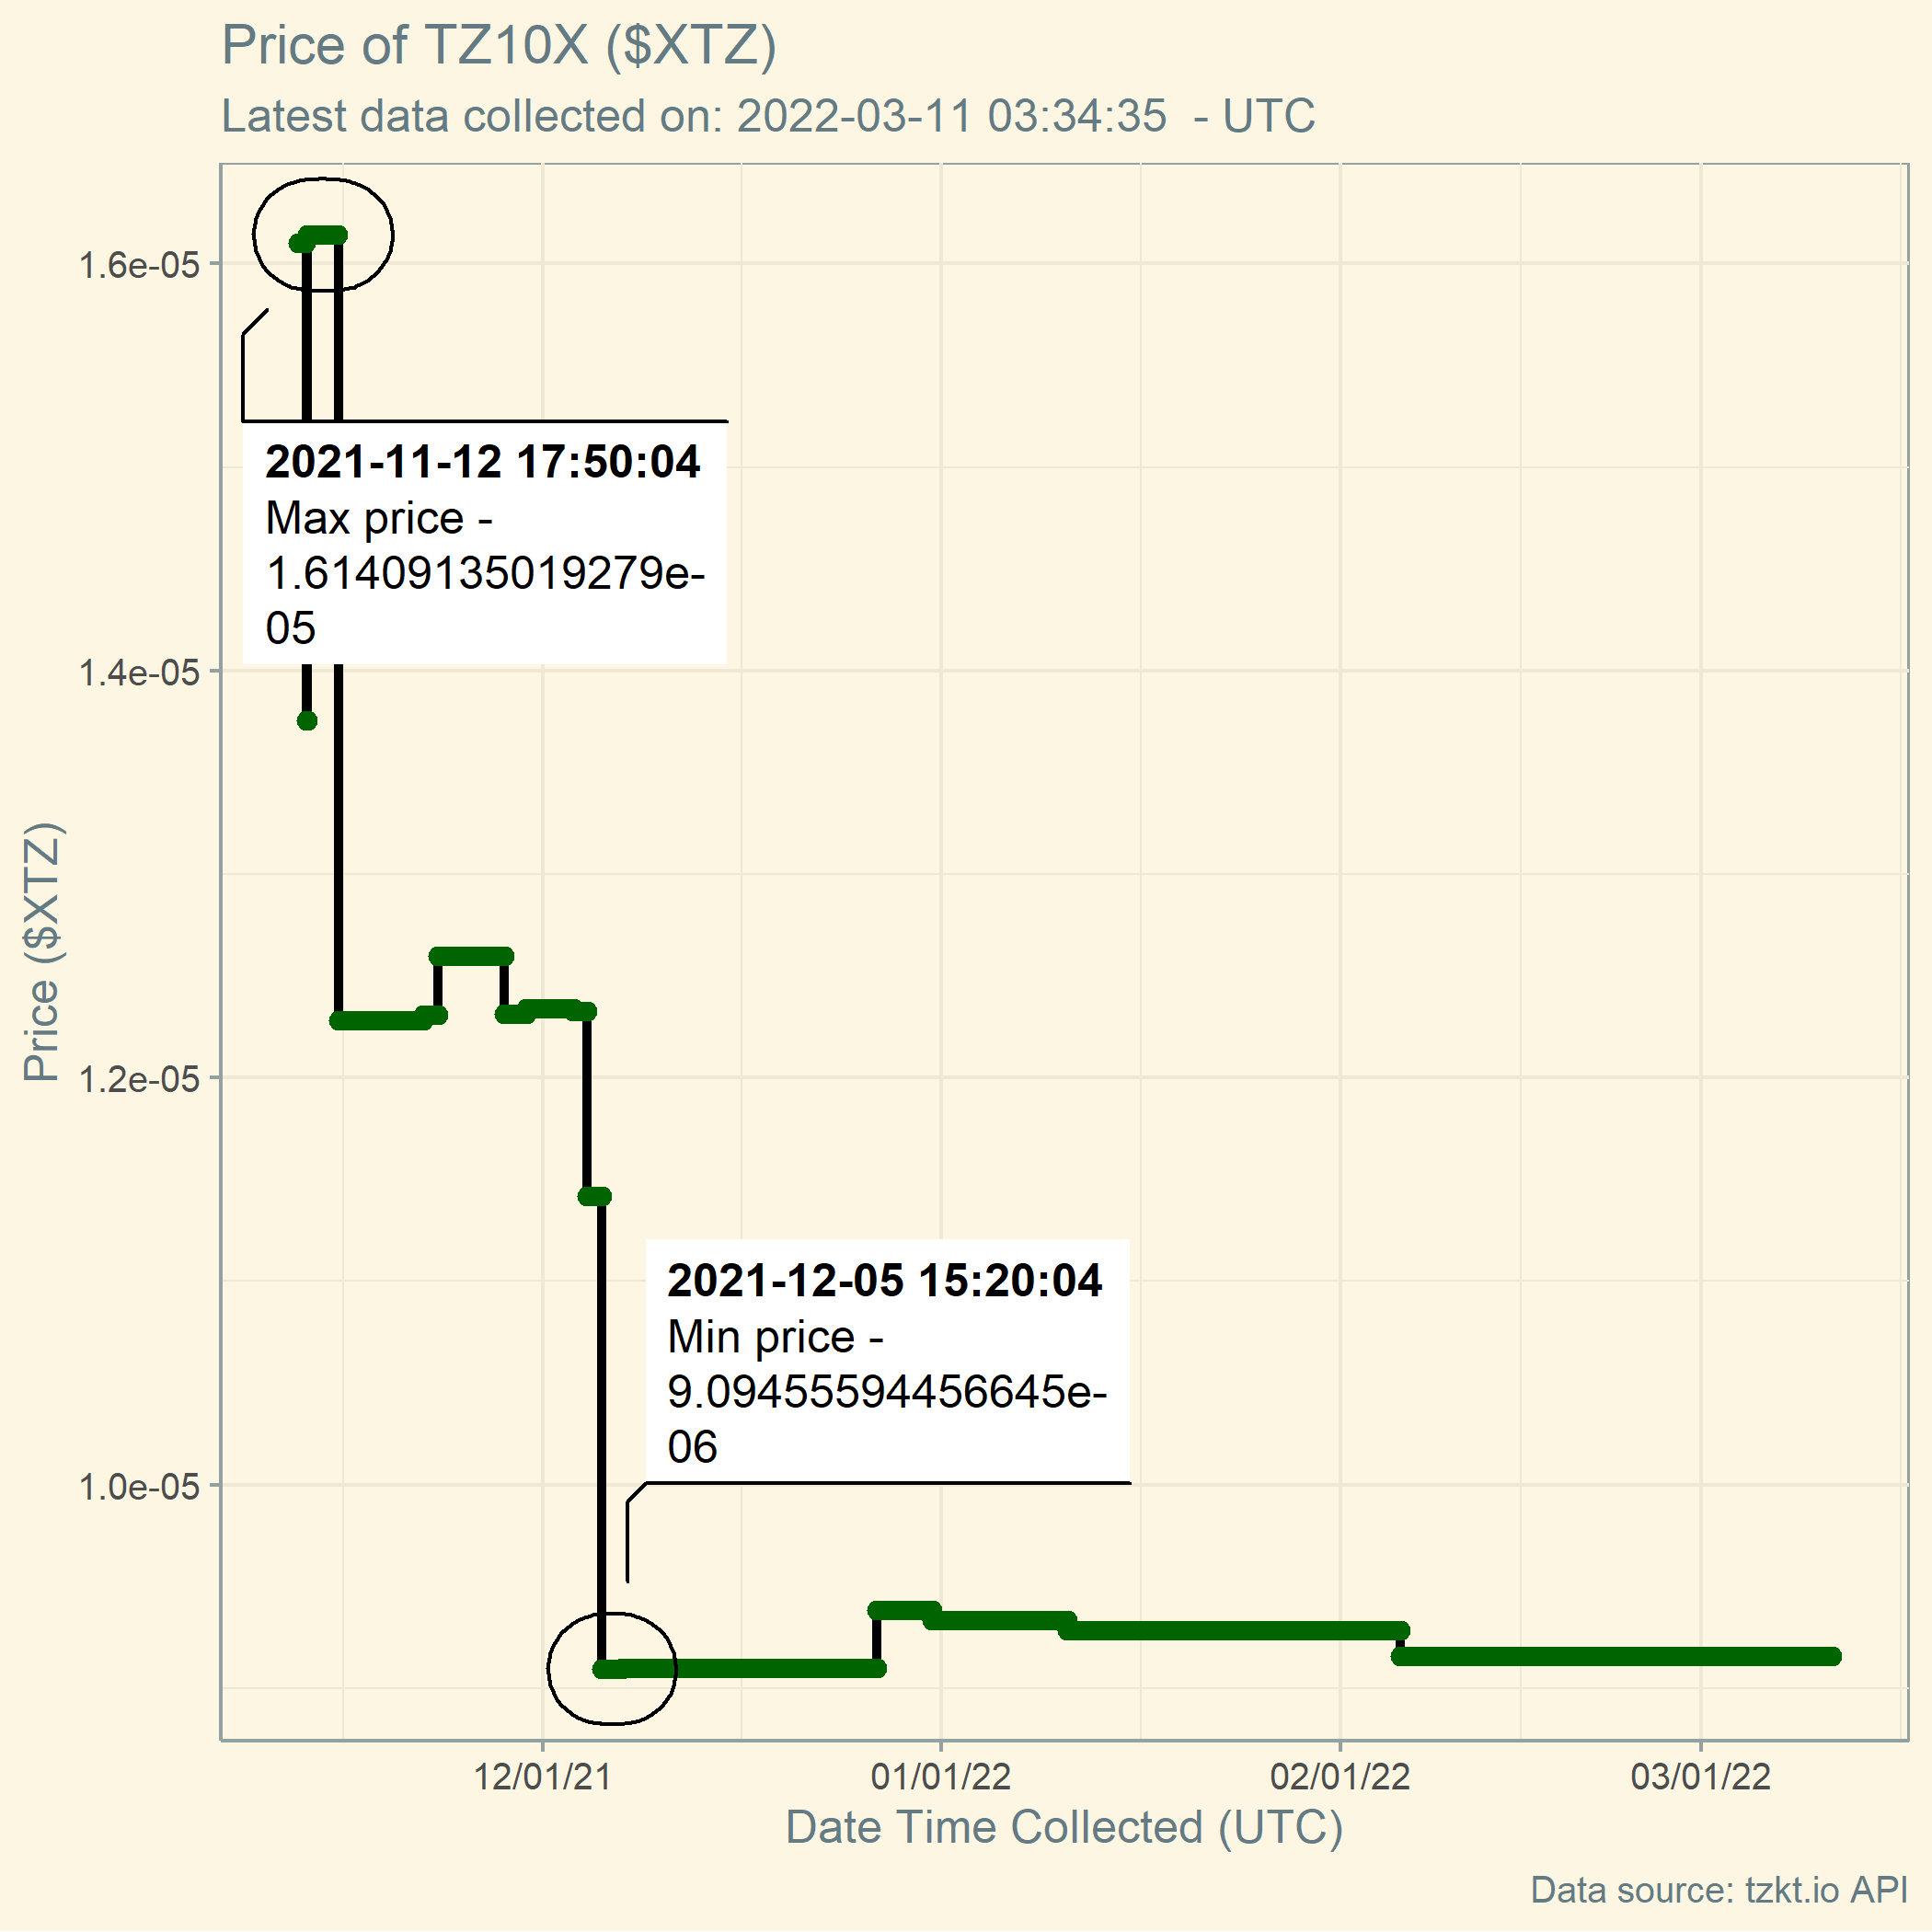 Price of TZ10X ($XTZ)
Latest data collected on: 2022-03-11 03:34:35  - UTC
1.6e-05
2021-11-12 17:50:04
Max price -
1.61409135019279e-
05
1.4e-05
Price ($XTZ)
1.2e-05
2021-12-05 15:20:04
Min price -
9.09455594456645e-
06
1.0e-05
12/01/21
01/01/22
02/01/22
03/01/22
Date Time Collected (UTC)
Data source: tzkt.io API